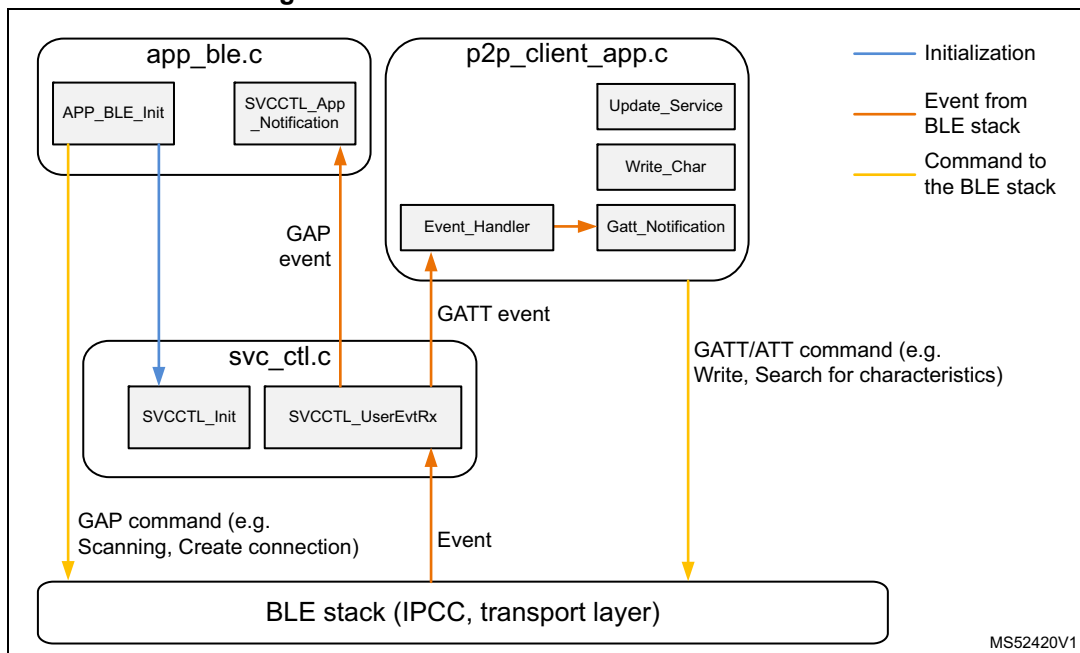 app_ble.c
APP_BLE_Init
SVCCTL_App
_Notification
p2p_client_app.c
Update_Service
Write_Char
Event_Handler
Gatt_Notification
Initialization
Event from
BLE stack
Command to
the BLE stack
GAP
event
GATT event
svc_ctl.c
SVCCTL_Init
SVCCTL_UserEvtRx
GATT/ATT command (e.g.
Write, Search for characteristics)
GAP command (e.g.
Scanning, Create connection)
Event
BLE stack (IPCC, transport layer)
MS52420V1